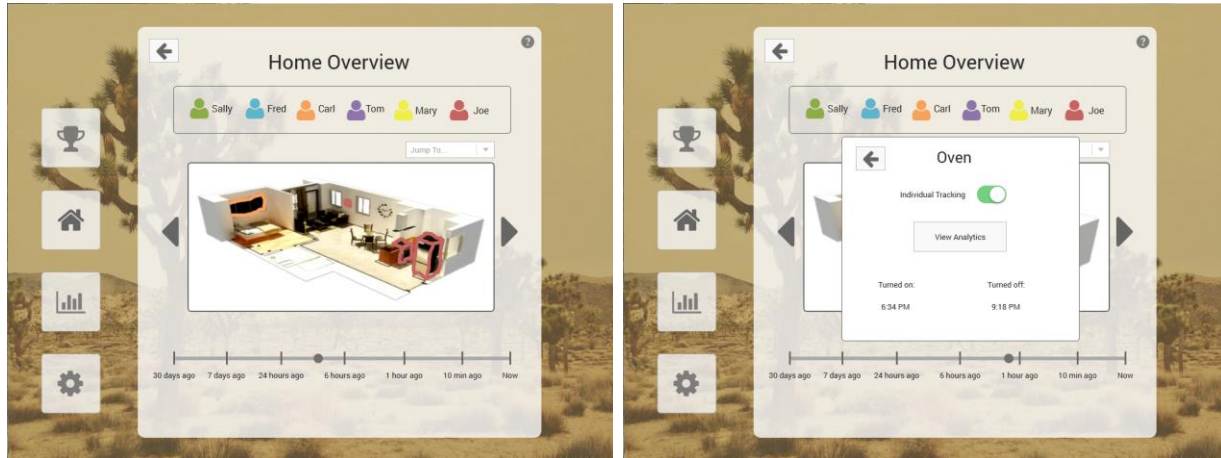 Home Overview
Sally Fred Carl Tom Mary Joe
Jump To...
30 days ago 7 days ago 24 hours ago 6 hours ago 1 hour ago 10 min ago Now
Home Overview
Sally Fred Carl Tom Mary Joe
Oven
Individual Tracking
View Analytics
Turned on: Turned off:
6:34 PM 9:18 PM
30 days ago 7 days ago 24 hours ago 6 hours ago 1 hour ago 10 min ago Now